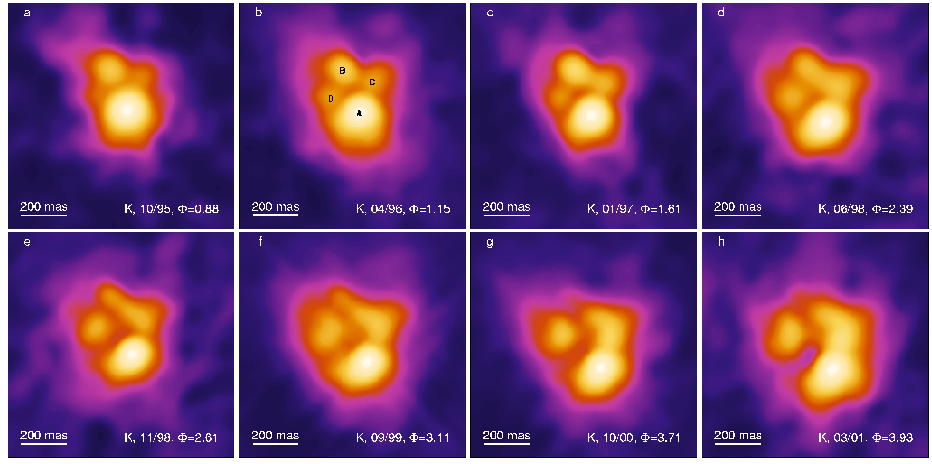 a
200 mas K, 10/95, Φ=0.88
b
B
C
D
A
200 mas K, 04/96, Φ=1.15
c
200 mas K, 01/97, Φ=1.61
d
200 mas K, 06/98, Φ=2.39
e
200 mas K, 11/98, Φ=2.61
f
200 mas K, 09/99, Φ=3.11
g
200 mas K, 10/00, Φ=3.71
h
200 mas K, 03/01, Φ=3.93